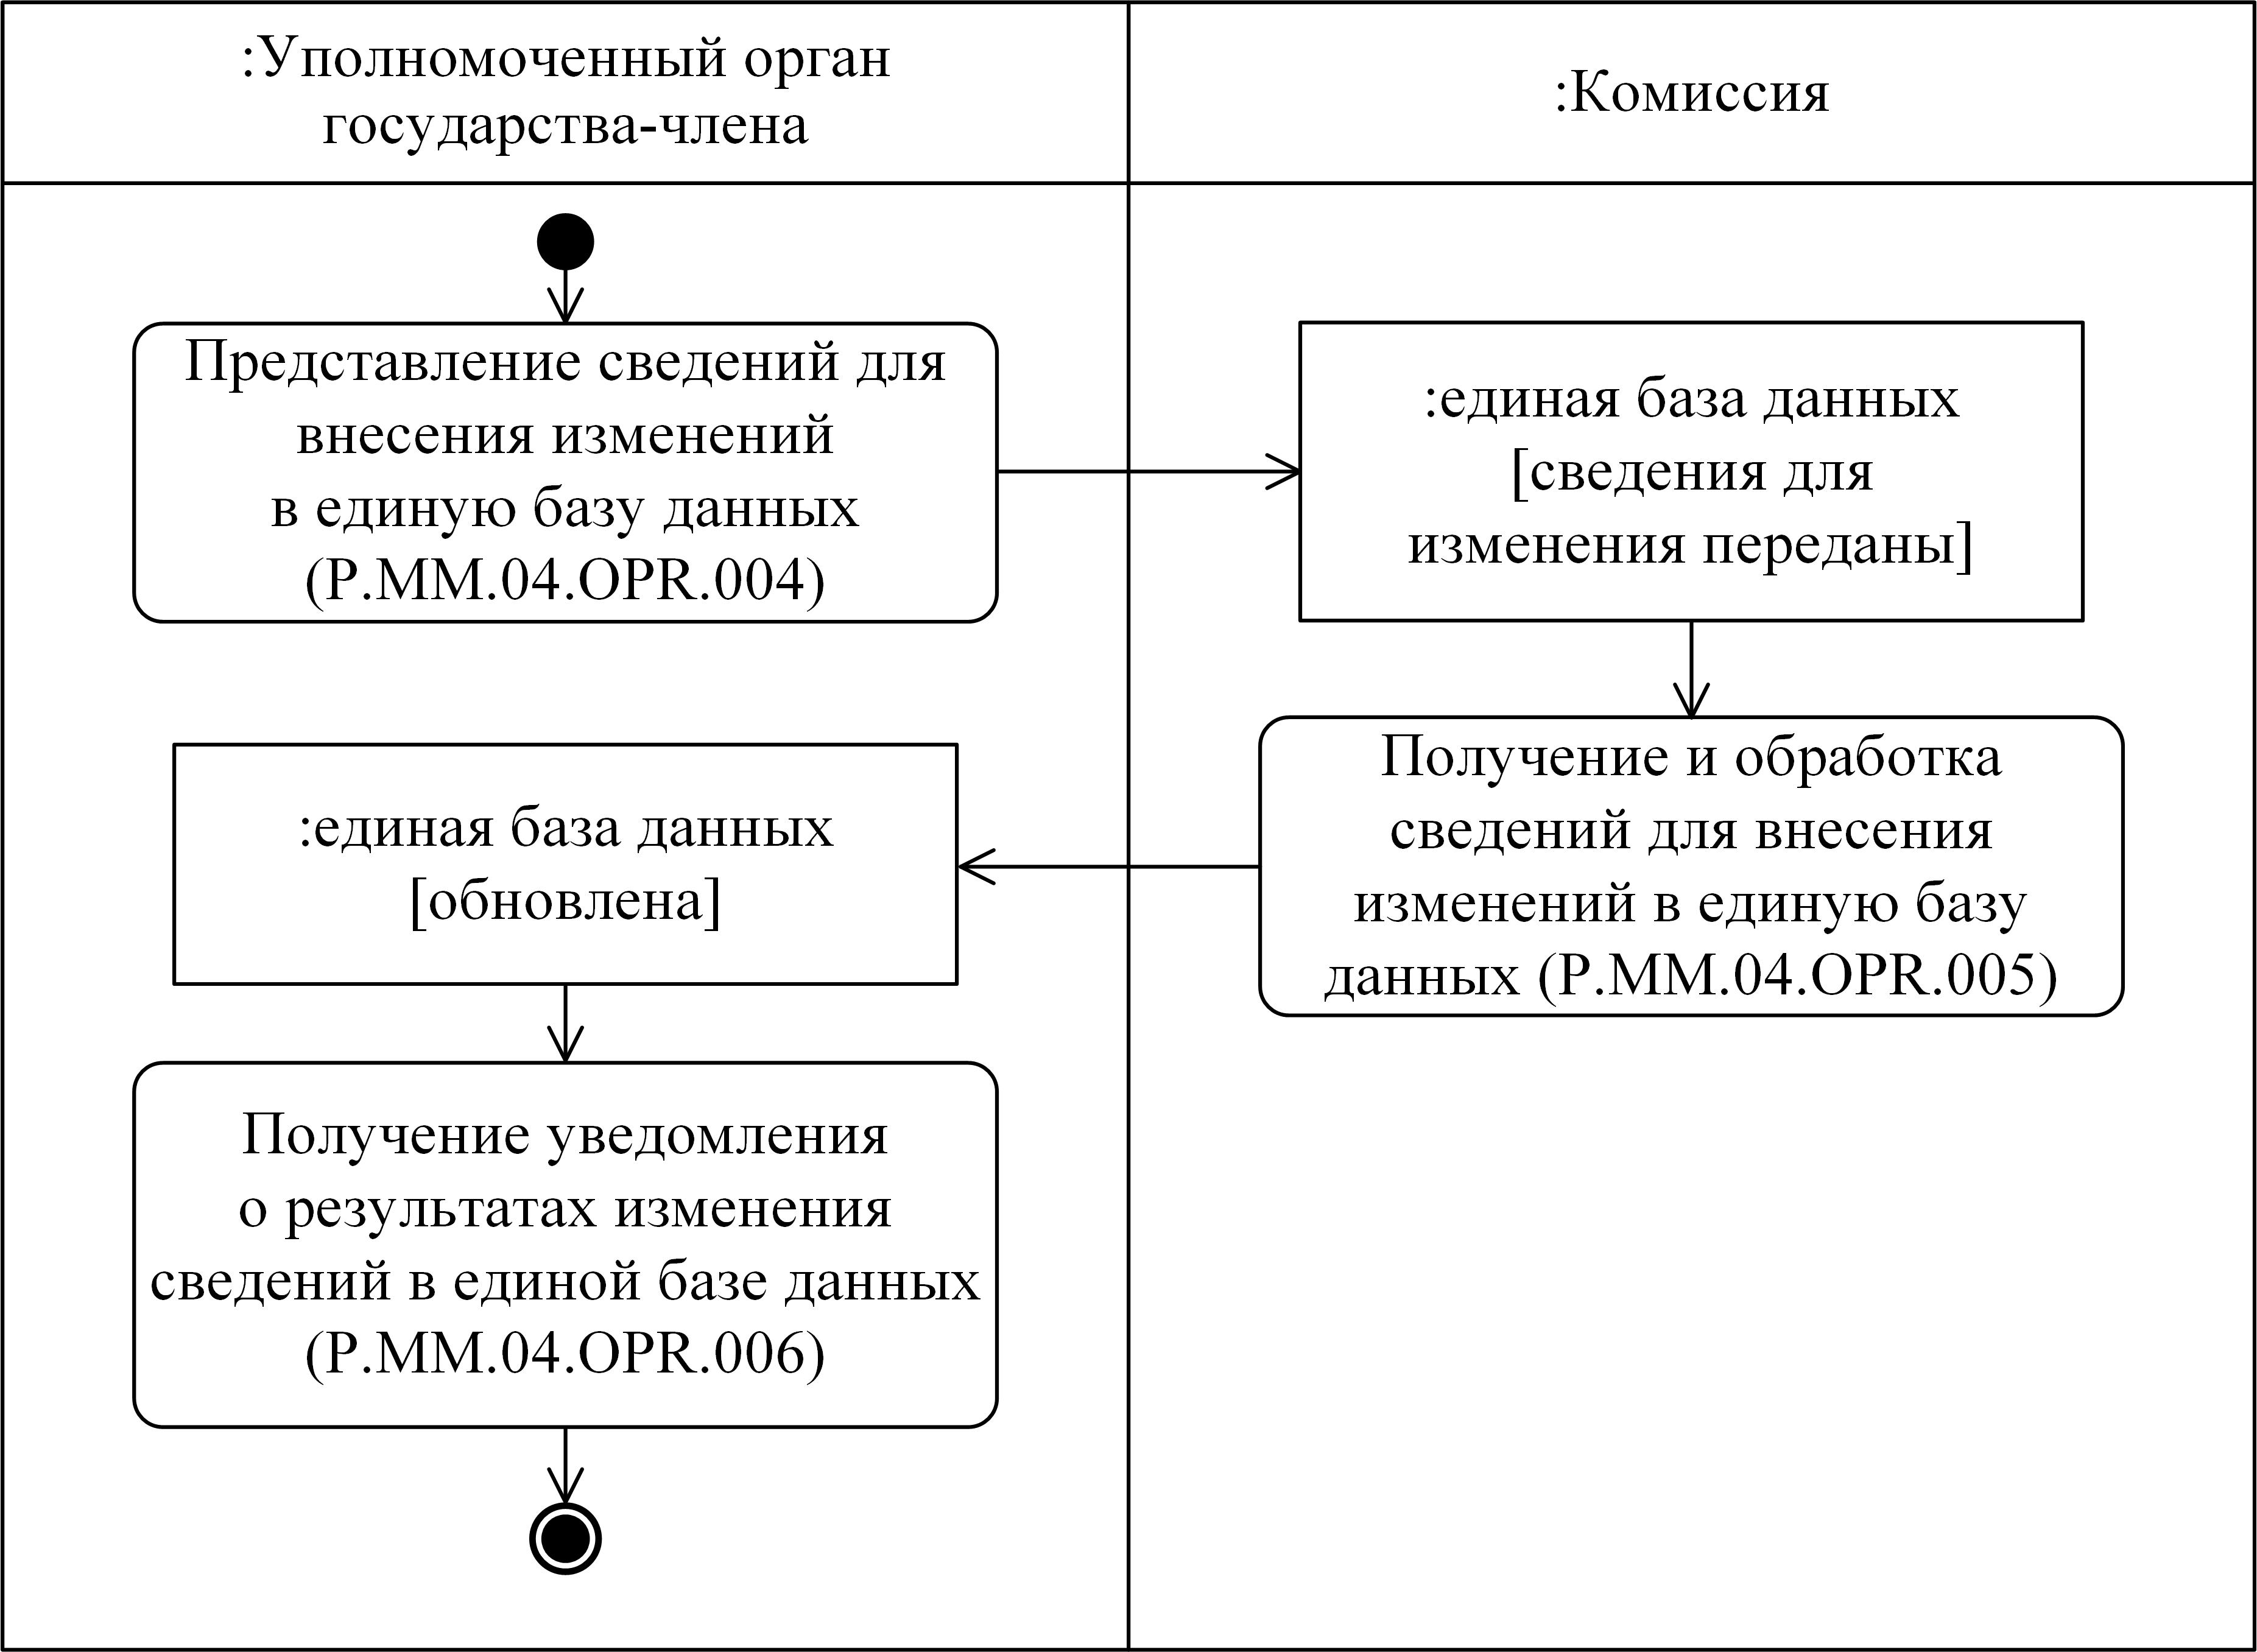 :Уполномоченный орган
государства-члена
:Комиссия
Представление сведений для
внесения изменений
в единую базу данных
(P.MM.04.OPR.004)
:единая база данных
[сведения для
изменения переданы]
Получение и обработка
сведений для внесения
изменений в единую базу
данных (P.MM.04.OPR.005)
:единая база данных
[обновлена]
Получение уведомления
о результатах изменения
сведений в единой базе данных
(P.MM.04.OPR.006)